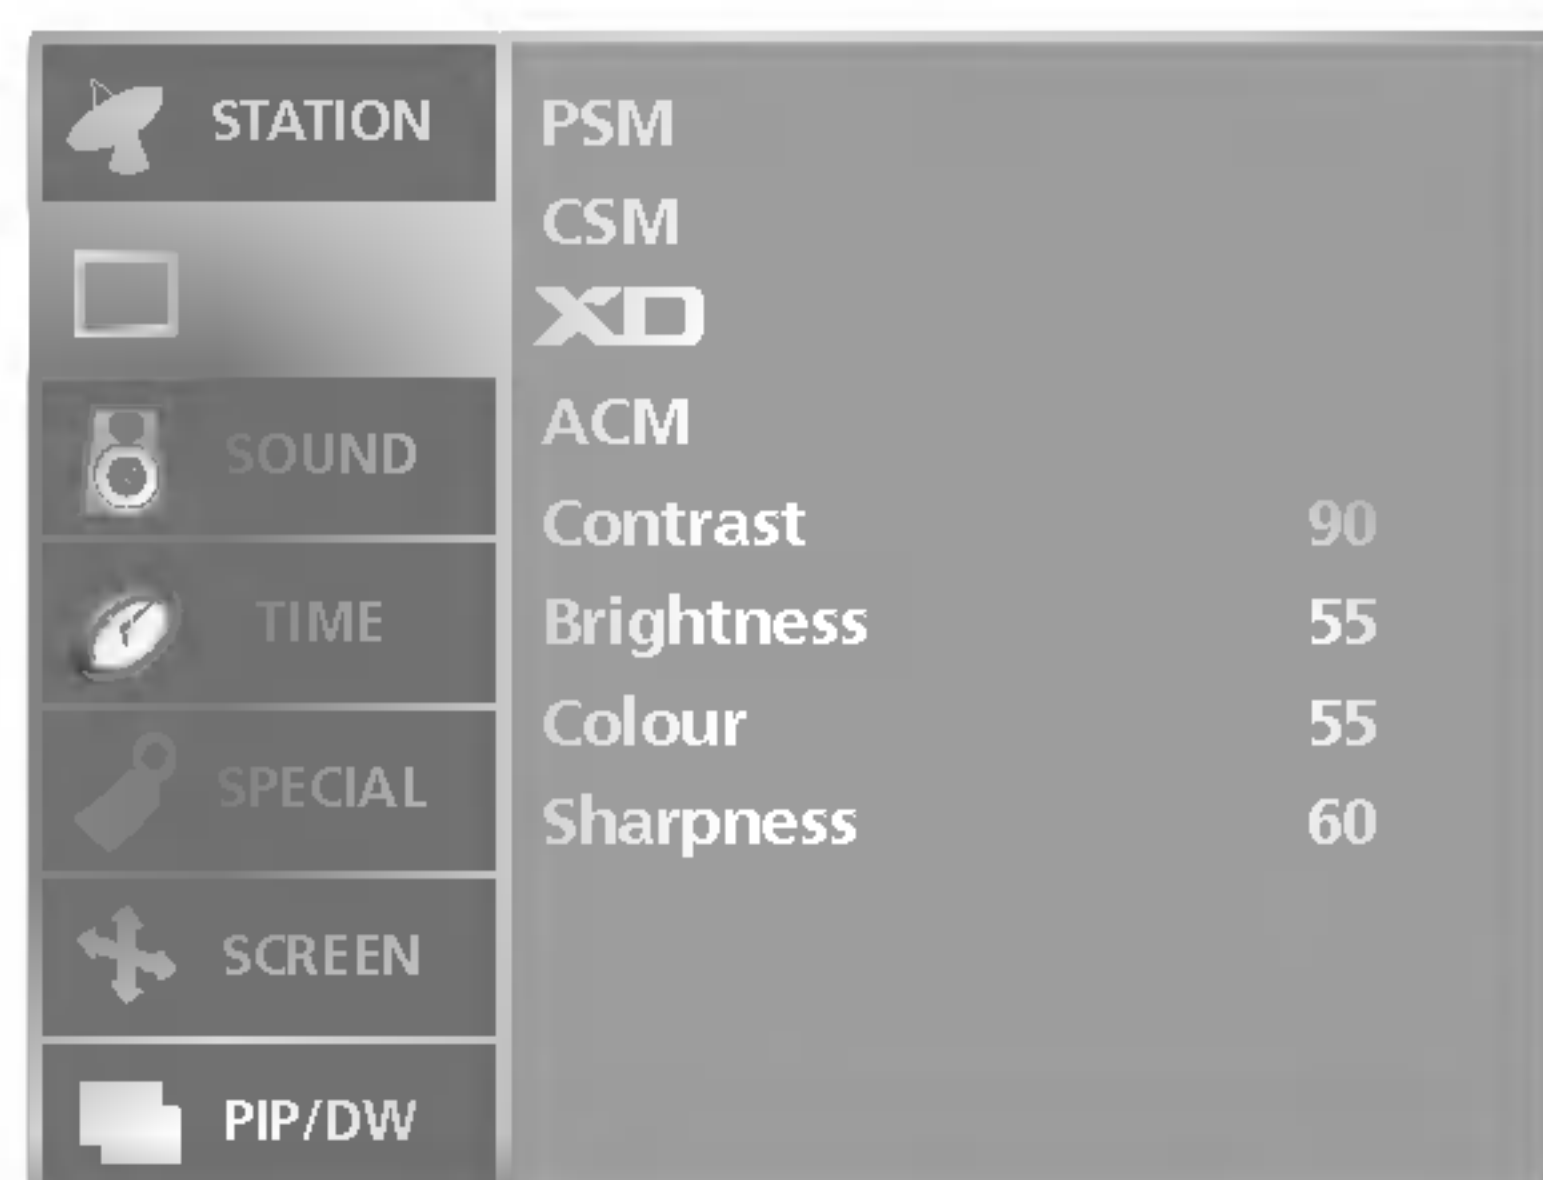 STATION
SOUND
TIME
SPECIAL
SCREEN
PIP/DW
PSM
CSM
XD
ACM
Contrast 90
Brightness 55
Colour 55
Sharpness 60